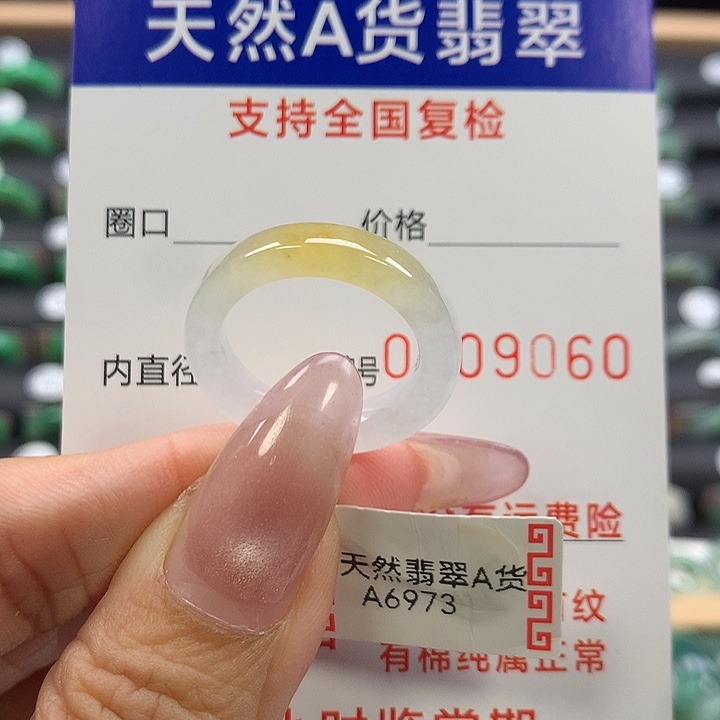 天然A货翡翠
支持全国复检
圈口 价格
内直径 号 0 09060
运费险
天然翡翠A货
A6973
纹
有棉纯属正常